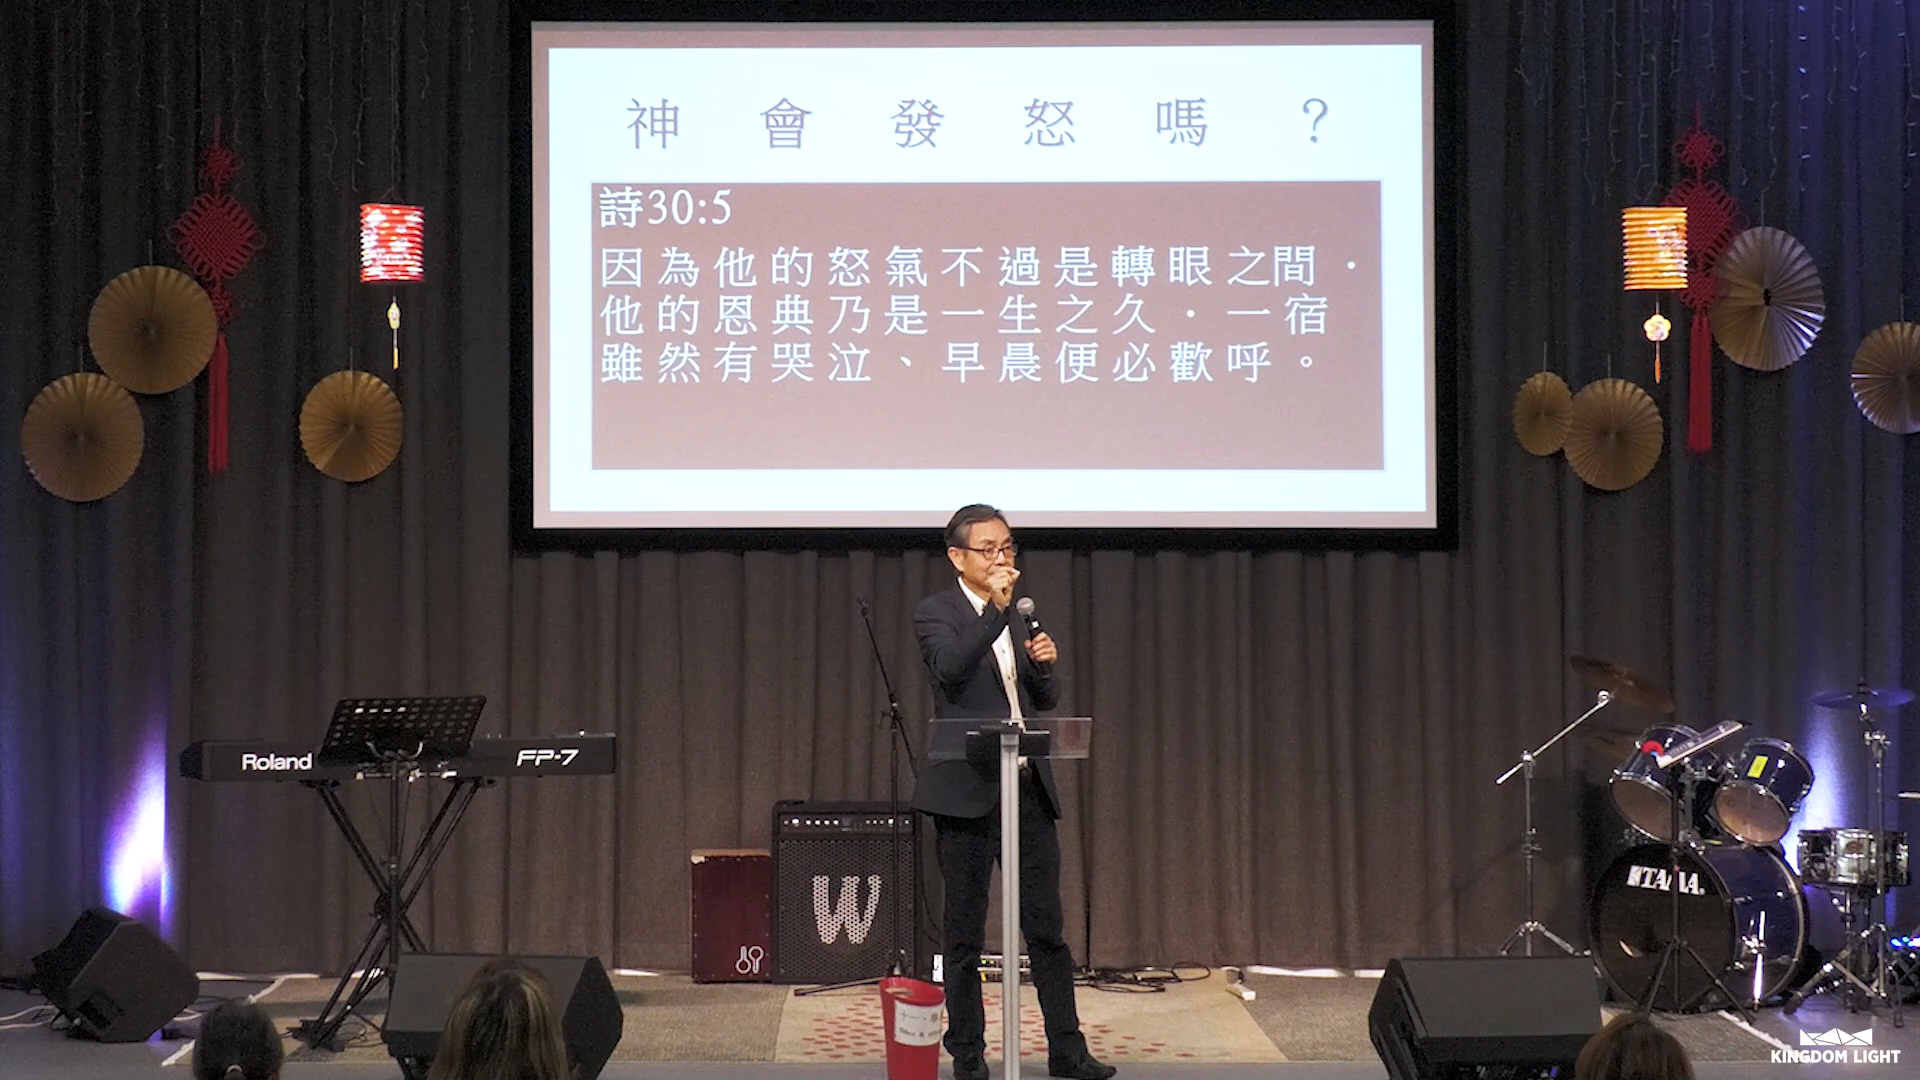 神會發怒嗎？
詩30:5
因為他的怒氣不過是轉眼之間．
他的恩典乃是一生之久．一宿
雖然有哭泣、早晨便必歡呼。
Roland
FP-7
W
TAMA
KINGDOM LIGHT